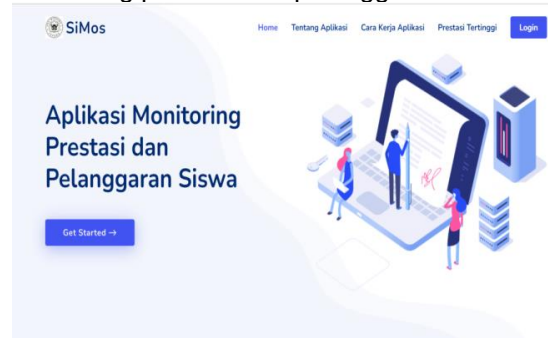 SiMos
Home Tentang Aplikasi Cara Kerja Aplikasi Prestasi Tertinggi Login
Aplikasi Monitoring
Prestasi dan
Pelanggaran Siswa
Get Started →